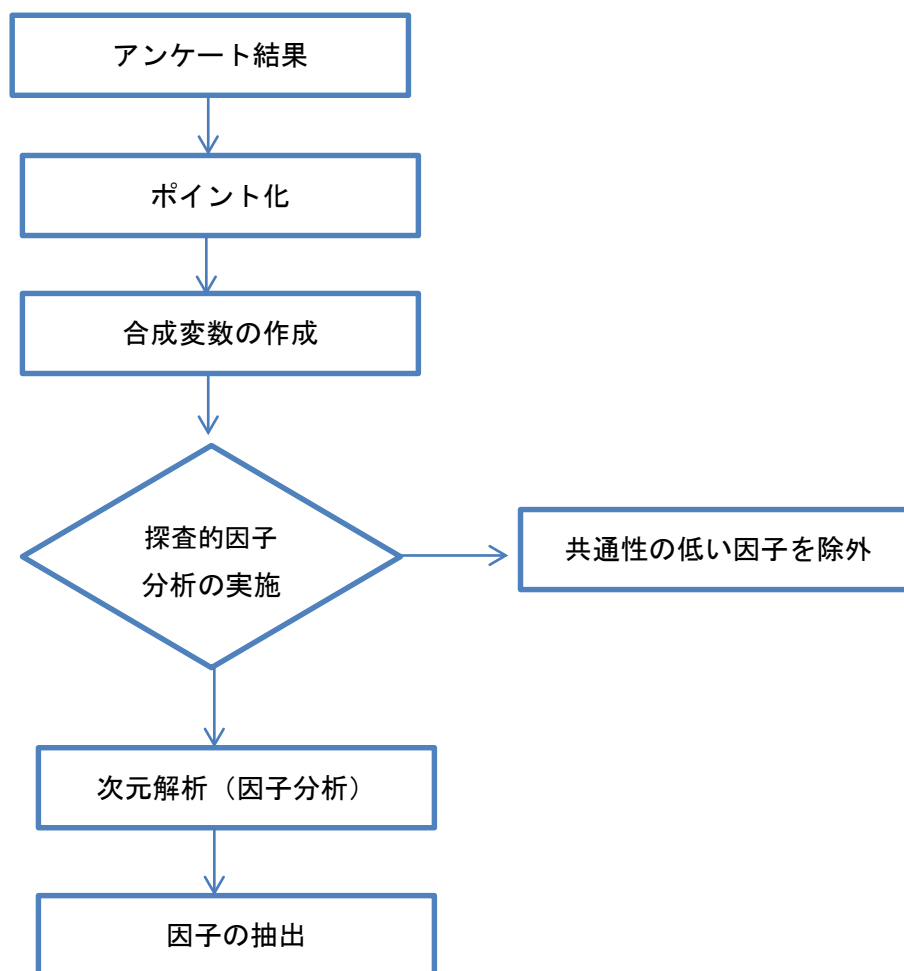 アンケート結果
ポイント化
合成変数の作成
探査的因子
分析の実施
共通性の低い因子を除外
次元解析（因子分析）
因子の抽出